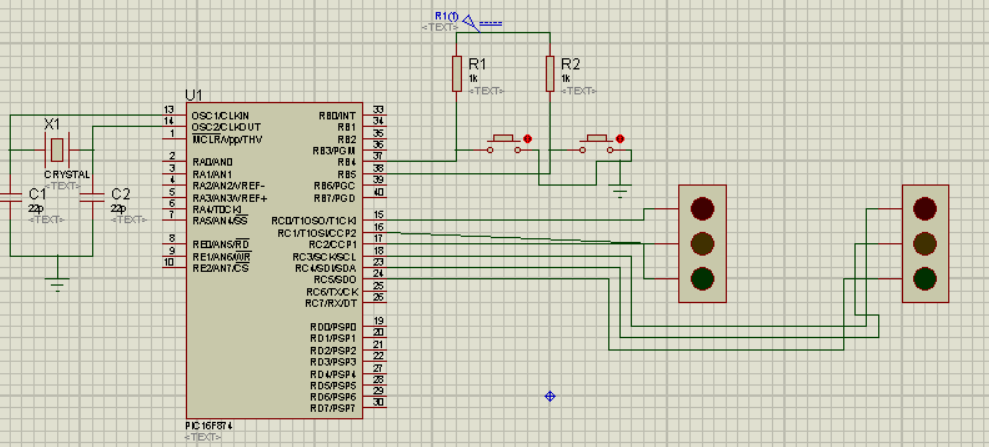 R1(1)
<TEXT>
R1
1k
<TEXT>
R2
1k
<TEXT>
U1
X1
CRYSTAL
<TEXT>
C1
22p
<TEXT>
C2
22p
<TEXT>
13 OSC1/CLKIN RB0/INT 33
14 OSC2/CLKOUT RB1 34
1 MCLR/Vpp/THV RB2 35
RB3/PGM 36
2 RA0/AN0 RB4 37
3 RA1/AN1 RB5 38
4 RA2/AN2/VREF- RB6/PGC 39
5 RA3/AN3/VREF+ RB7/PGD 40
6 RA4/T0CKI
7 RA5/AN4/SS RC0/T1OSO/T1CKI 15
RC1/T1OSI/CCP2 16
8 RE0/AN5/RD RC2/CCP1 17
9 RE1/AN6/WR RC3/SCK/SCL 18
10 RE2/AN7/CS RC4/SDI/SDA 23
RC5/SDO 24
RC6/TX/CK 25
RC7/RX/DT 26
RD0/PSP0 19
RD1/PSP1 20
RD2/PSP2 21
RD3/PSP3 22
RD4/PSP4 27
RD5/PSP5 28
RD6/PSP6 29
RD7/PSP7 30
PIC16F874
<TEXT>